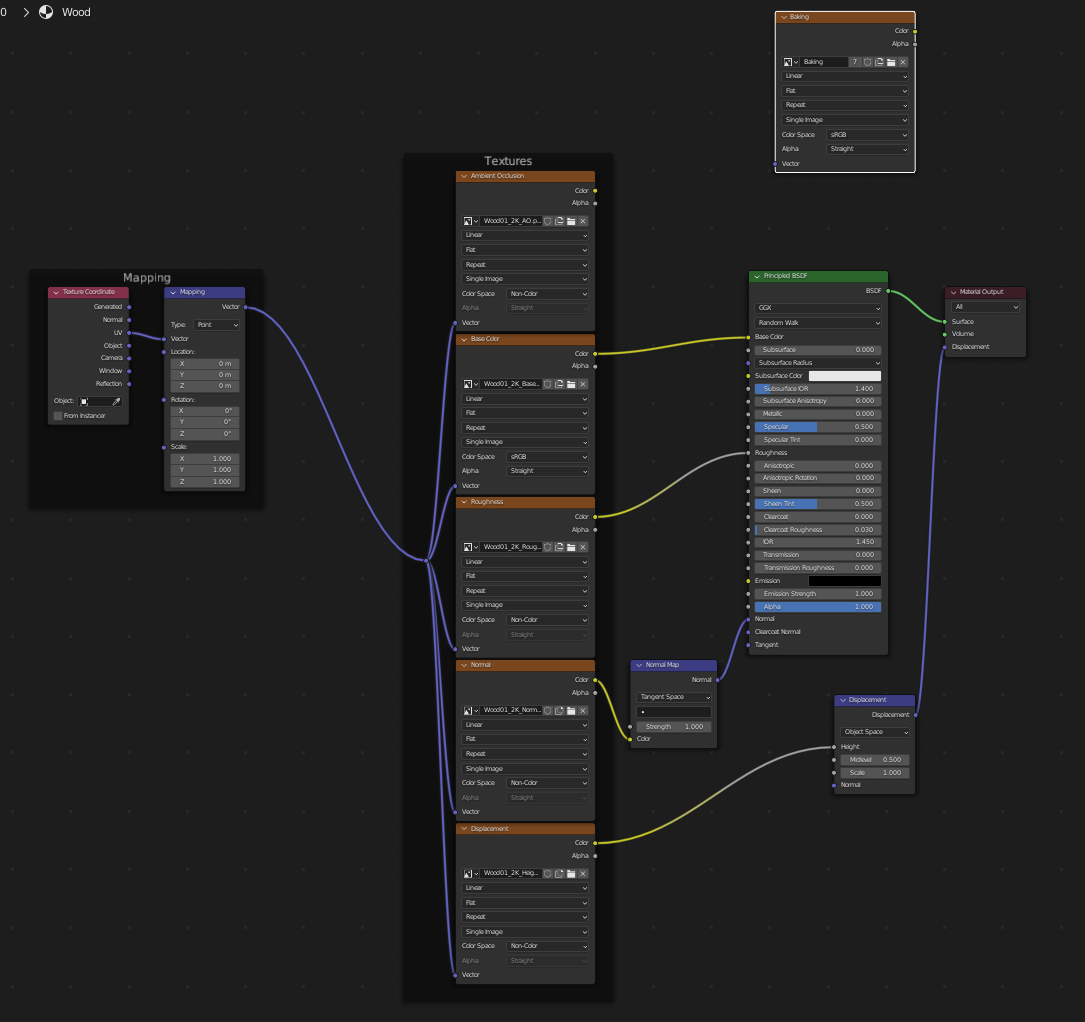 0 > Wood
Baking
Color
Alpha
Baking 7
Linear
Flat
Repeat
Single Image
Color Space sRGB
Alpha Straight
Vector
Textures
Ambient Occlusion
Color
Alpha
Wood01_2K_AO.p...
Linear
Flat
Repeat
Single Image
Color Space Non-Color
Alpha Straight
Vector
Base Color
Color
Alpha
Wood01_2K_Base...
Linear
Flat
Repeat
Single Image
Color Space sRGB
Alpha Straight
Vector
Roughness
Color
Alpha
Wood01_2K_Roug...
Linear
Flat
Repeat
Single Image
Color Space Non-Color
Alpha Straight
Vector
Normal
Color
Alpha
Wood01_2K_Norm...
Linear
Flat
Repeat
Single Image
Color Space Non-Color
Alpha Straight
Vector
Displacement
Color
Alpha
Wood01_2K_Heig...
Linear
Flat
Repeat
Single Image
Color Space Non-Color
Alpha Straight
Vector
Mapping
Texture Coordinate
Generated
Normal
UV
Object
Camera
Window
Reflection
Object:
From Instancer
Mapping
Vector
Type: Point
Vector
Location:
X 0 m
Y 0 m
Z 0 m
Rotation:
X 0°
Y 0°
Z 0°
Scale:
X 1.000
Y 1.000
Z 1.000
Principled BSDF
BSDF
GGX
Random Walk
Base Color
Subsurface 0.000
Subsurface Radius
Subsurface Color
Subsurface IOR 1.400
Subsurface Anisotropy 0.000
Metallic 0.000
Specular 0.500
Specular Tint 0.000
Roughness
Anisotropic 0.000
Anisotropic Rotation 0.000
Sheen 0.000
Sheen Tint 0.500
Clearcoat 0.000
Clearcoat Roughness 0.030
IOR 1.450
Transmission 0.000
Transmission Roughness 0.000
Emission
Emission Strength 1.000
Alpha 1.000
Normal
Clearcoat Normal
Tangent
Material Output
All
Surface
Volume
Displacement
Normal Map
Normal
Tangent Space
Strength 1.000
Color
Displacement
Displacement
Object Space
Height
Midlevel 0.500
Scale 1.000
Normal